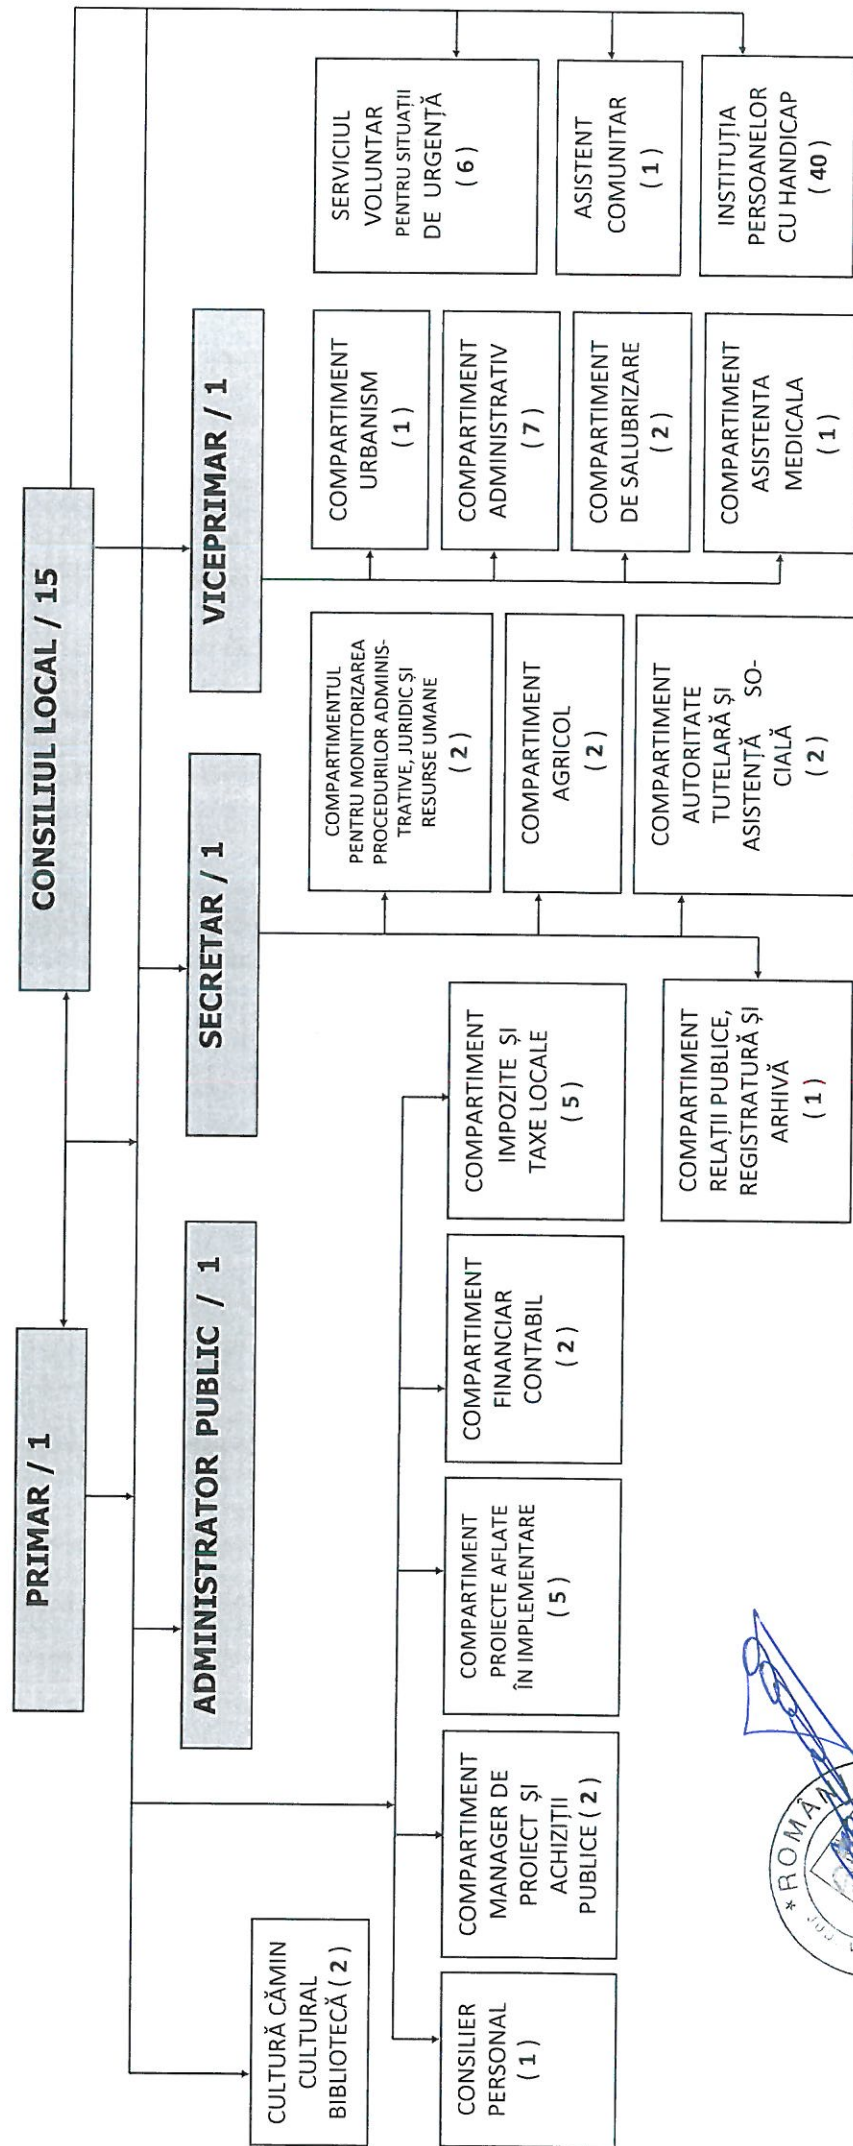 PRIMAR / 1
CONSILIUL LOCAL / 15
ADMINISTRATOR PUBLIC / 1
SECRETAR / 1
VICEPRIMAR / 1
CULTURĂ CĂMIN
CULTURAL
BIBLIOTECĂ ( 2 )
CONSILIER
PERSONAL
( 1 )
COMPARTIMENT
MANAGER DE
PROIECT ȘI
ACHIZIȚII
PUBLICE ( 2 )
COMPARTIMENT
PROIECTE AFLATE
ÎN IMPLEMENTARE
( 5 )
COMPARTIMENT
FINANCIAR
CONTABIL
( 2 )
COMPARTIMENT
IMPOZITE ȘI
TAXE LOCALE
( 5 )
COMPARTIMENT
RELAȚII PUBLICE,
REGISTRATURĂ ȘI
ARHIVĂ
( 1 )
COMPARTIMENTUL
PENTRU MONITORIZAREA
PROCEDURILOR ADMINIS-
TRATIVE, JURIDIC ȘI
RESURSE UMANE
( 2 )
COMPARTIMENT
AGRICOL
( 2 )
COMPARTIMENT
AUTORITATE
TUTELARĂ ȘI
ASISTENȚĂ SO-
CIALĂ
( 2 )
COMPARTIMENT
URBANISM
( 1 )
COMPARTIMENT
ADMINISTRATIV
( 7 )
COMPARTIMENT
DE SALUBRIZARE
( 2 )
COMPARTIMENT
ASISTENTA
MEDICALA
( 1 )
SERVICIUL
VOLUNTAR
PENTRU SITUAȚII
DE URGENȚĂ
( 6 )
ASISTENT
COMUNITAR
( 1 )
INSTITUȚIA
PERSOANELOR
CU HANDICAP
( 40 )
* ROMÂN